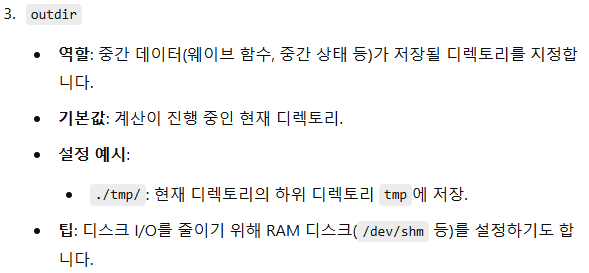 3. outdir
• 역할: 중간 데이터(웨이브 함수, 중간 상태 등)가 저장될 디렉토리를 지정합
니다.
• 기본값: 계산이 진행 중인 현재 디렉토리.
• 설정 예시:
• ./tmp/: 현재 디렉토리의 하위 디렉토리 tmp에 저장.
• 팁: 디스크 I/O를 줄이기 위해 RAM 디스크(/dev/shm 등)를 설정하기도 합
니다.